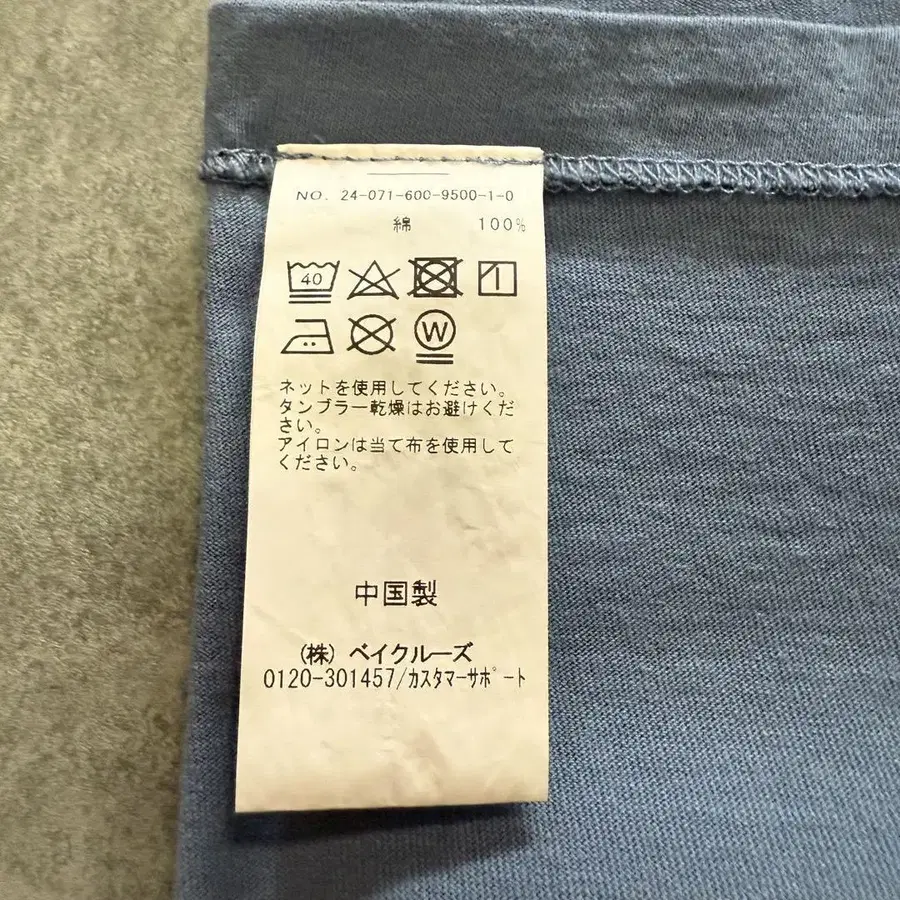 NO. 24-071-600-9500-1-0
綿 100%
40
W
ネットを使用してください。
タンブラー乾燥はお避けくだ
さい。
アイロンは当て布を使用して
ください。
中国製
(株) ベイクルーズ
0120-301457/カスタマーサポート